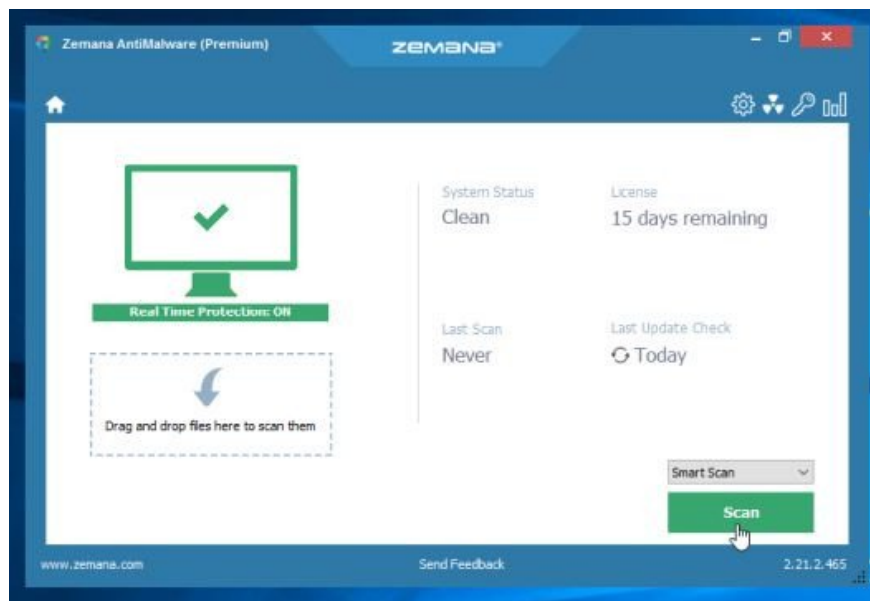 Zemana AntiMalware (Premium)
zemana
System Status
Clean
License
15 days remaining
Real Time Protection: ON
Last Scan
Never
Last Update Check
Today
Drag and drop files here to scan them
Smart Scan
Scan
www.zemana.com
Send Feedback
2.21.2.465